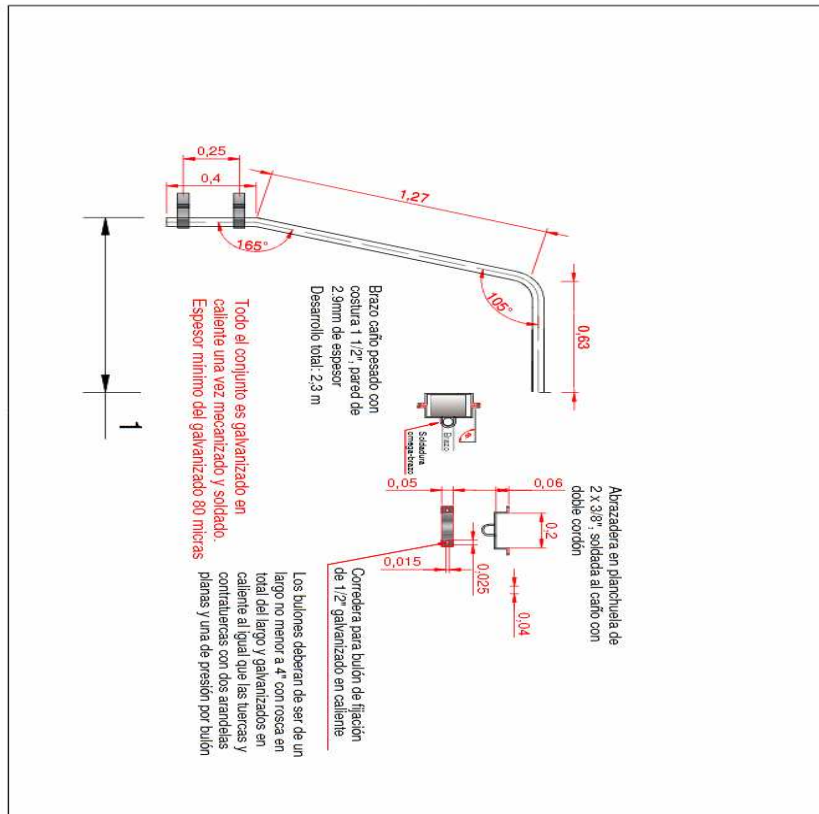 0,25
0,4
1,27
165°
105°
0,63
1
Brazo caño pesado con
costura 1 1/2", pared de
2.9mm de espesor
Desarrollo total: 2,3 m
Todo el conjunto es galvanizado en
caliente una vez mecanizado y soldado.
Espesor minimo del galvanizado 80 micras
Brazo
Soldadura
omega-brazo
Abrazadera en planchuela de
2 x 3/8", soldada al caño con
doble cordón
0,05
0,06
0,2
0,015
0,025
0,04
Corredera para bulón de fijación
de 1/2" galvanizado en caliente
Los bulones deberan de ser de un
largo no menor a 4" con rosca en
total del largo y galvanizados en
caliente al igual que las tuercas y
contratuercas con dos arandelas
planas y una de presión por bulón